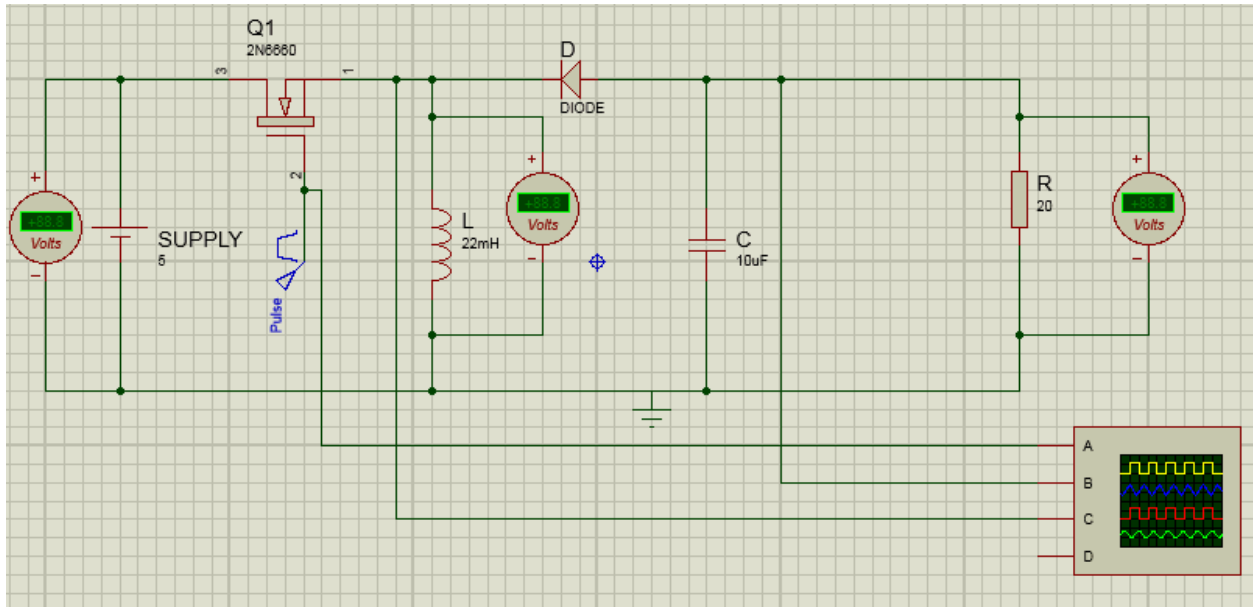 Q1
2N6660
3
1
2
D
DIODE
+
+88.8
Volts
SUPPLY
5
Pulse
L
22mH
+
+88.8
Volts
C
10uF
R
20
+
+88.8
Volts
A
B
C
D